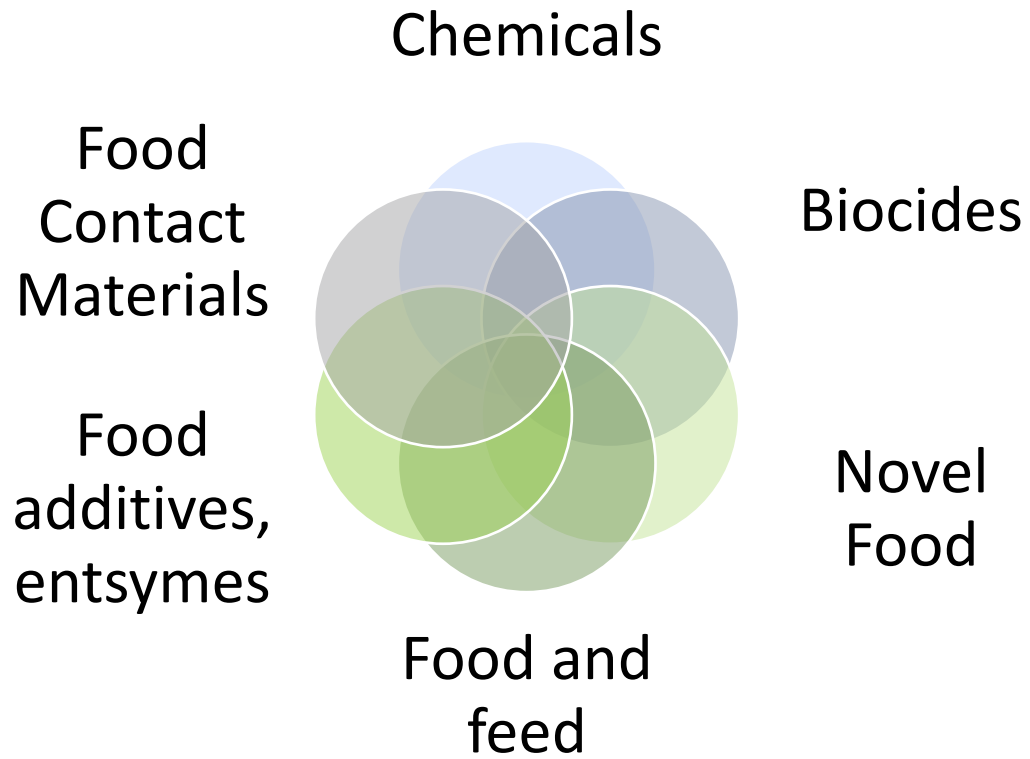 Chemicals
Food
Contact
Materials
Biocides
Food
additives,
entsymes
Novel
Food
Food and
feed